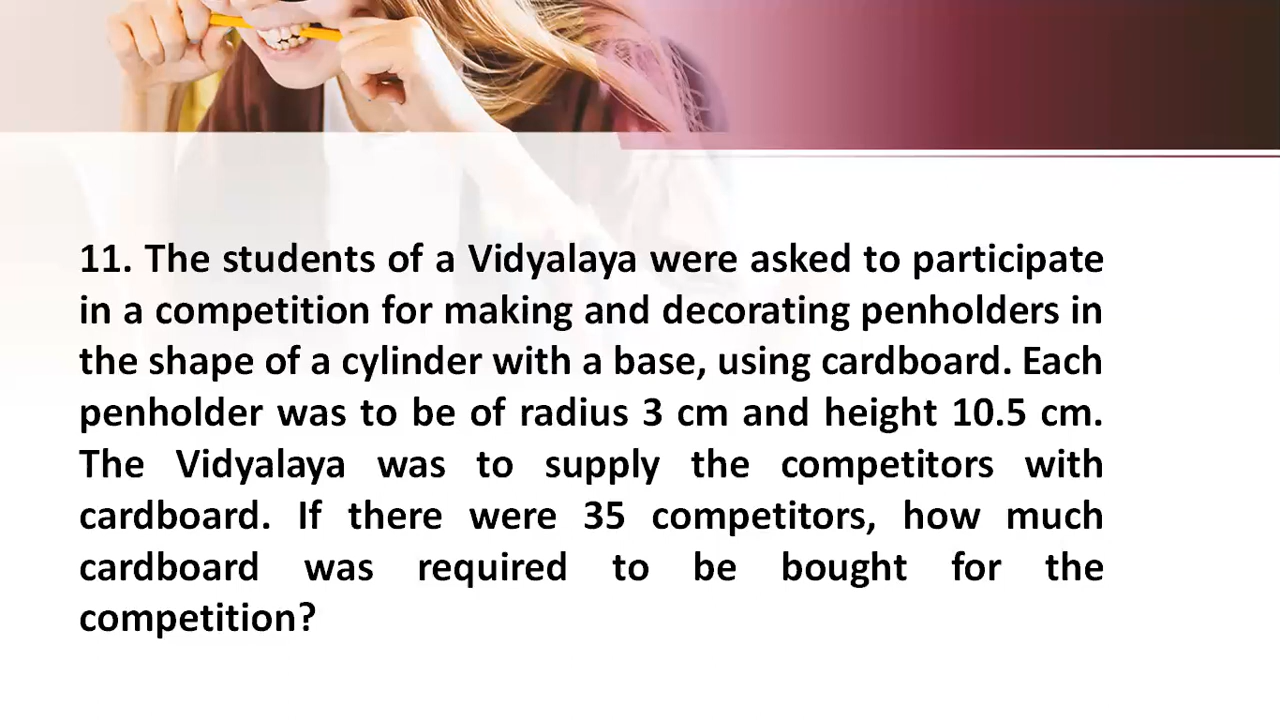 11. The students of a Vidyalaya were asked to participate
in a competition for making and decorating penholders in
the shape of a cylinder with a base, using cardboard. Each
penholder was to be of radius 3 cm and height 10.5 cm.
The Vidyalaya was to supply the competitors with
cardboard. If there were 35 competitors, how much
cardboard was required to be bought for the
competition?